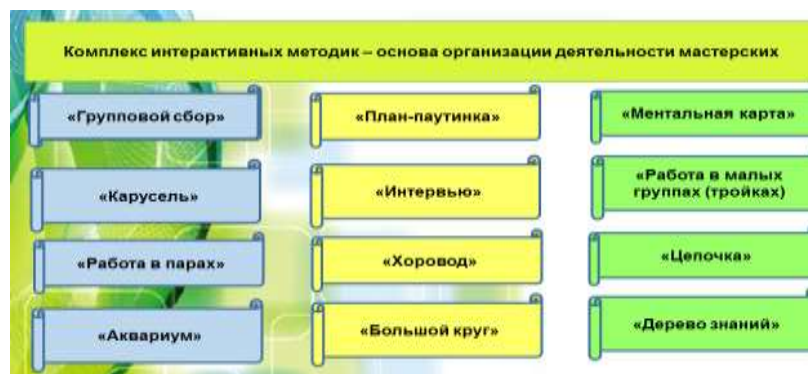 Комплекс интерактивных методик – основа организации деятельности мастерских
«Групповой сбор»
«План-паутинка»
«Ментальная карта»
«Карусель»
«Интервью»
«Работа в малых
группах (тройках)
«Работа в парах»
«Хоровод»
«Цепочка»
«Аквариум»
«Большой круг»
«Дерево знаний»